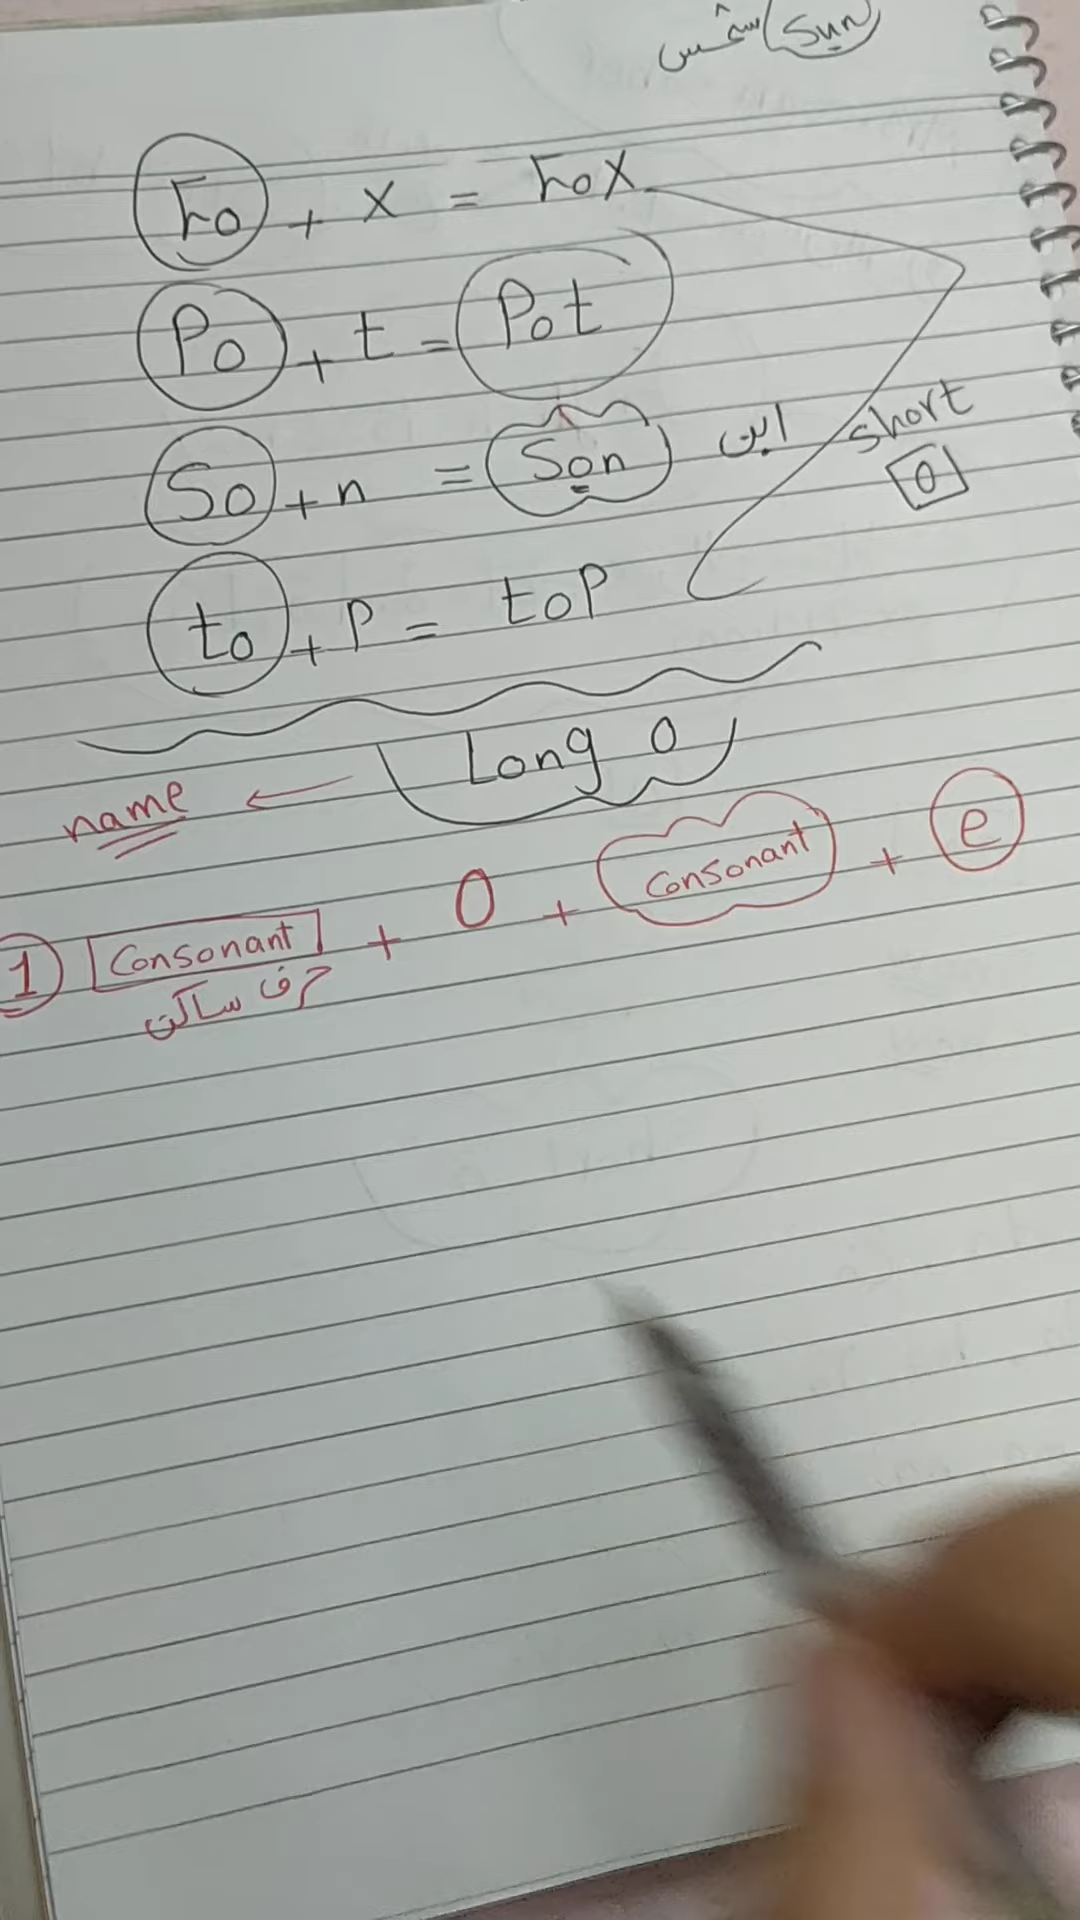 شمس (Sun)
Fo + x = Fox
Po + t = Pot
So + n = Son ابن short
o
to + P = toP
Long o
name ←
1 Consonant + O + Consonant + e
حرف ساكن